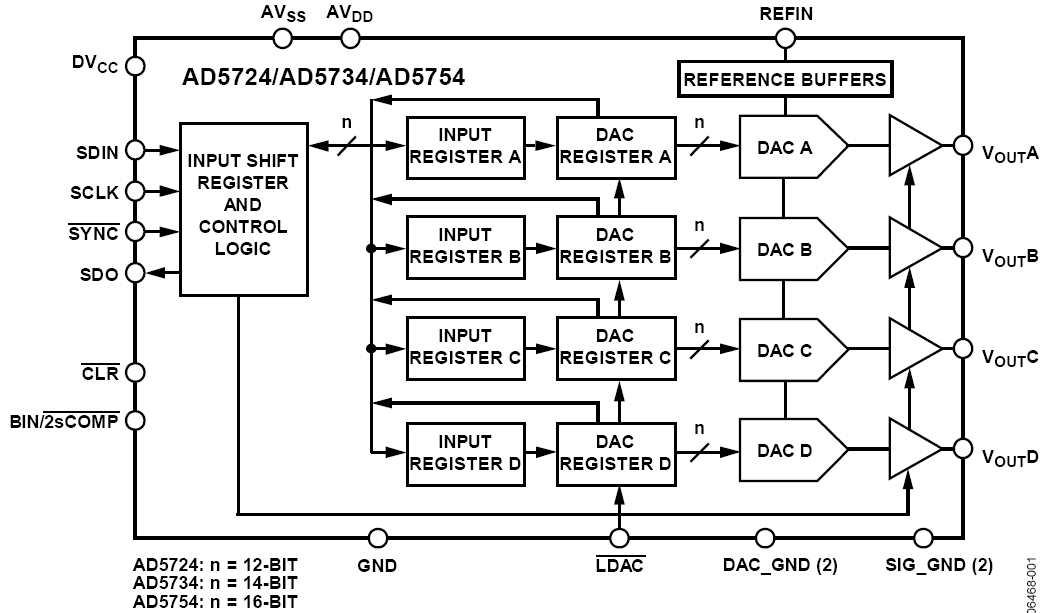 AVSS
AVDD
REFIN
DVCC
AD5724/AD5734/AD5754
REFERENCE BUFFERS
SDIN
SCLK
SYNC
SDO
CLR
BIN/2sCOMP
INPUT SHIFT
REGISTER
AND
CONTROL
LOGIC
n
INPUT
REGISTER A
DAC
REGISTER A
n
DAC A
VOUTA
INPUT
REGISTER B
DAC
REGISTER B
n
DAC B
VOUTB
INPUT
REGISTER C
DAC
REGISTER C
n
DAC C
VOUTC
INPUT
REGISTER D
DAC
REGISTER D
n
DAC D
VOUTD
AD5724: n = 12-BIT
AD5734: n = 14-BIT
AD5754: n = 16-BIT
GND
LDAC
DAC_GND (2)
SIG_GND (2)
06468-001